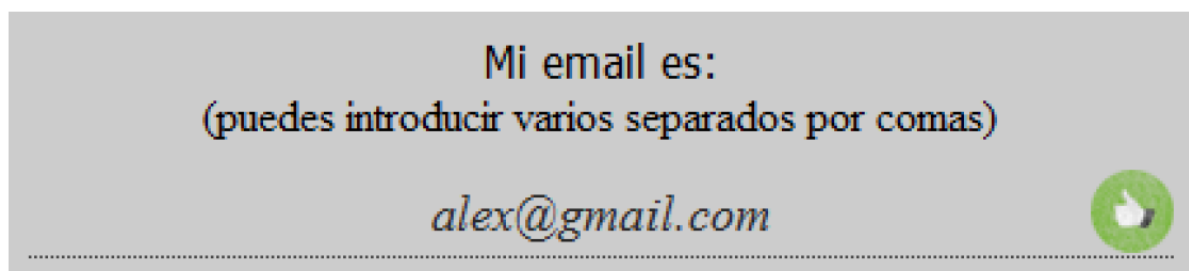 Mi email es:
(puedes introducir varios separados por comas)
alex@gmail.com